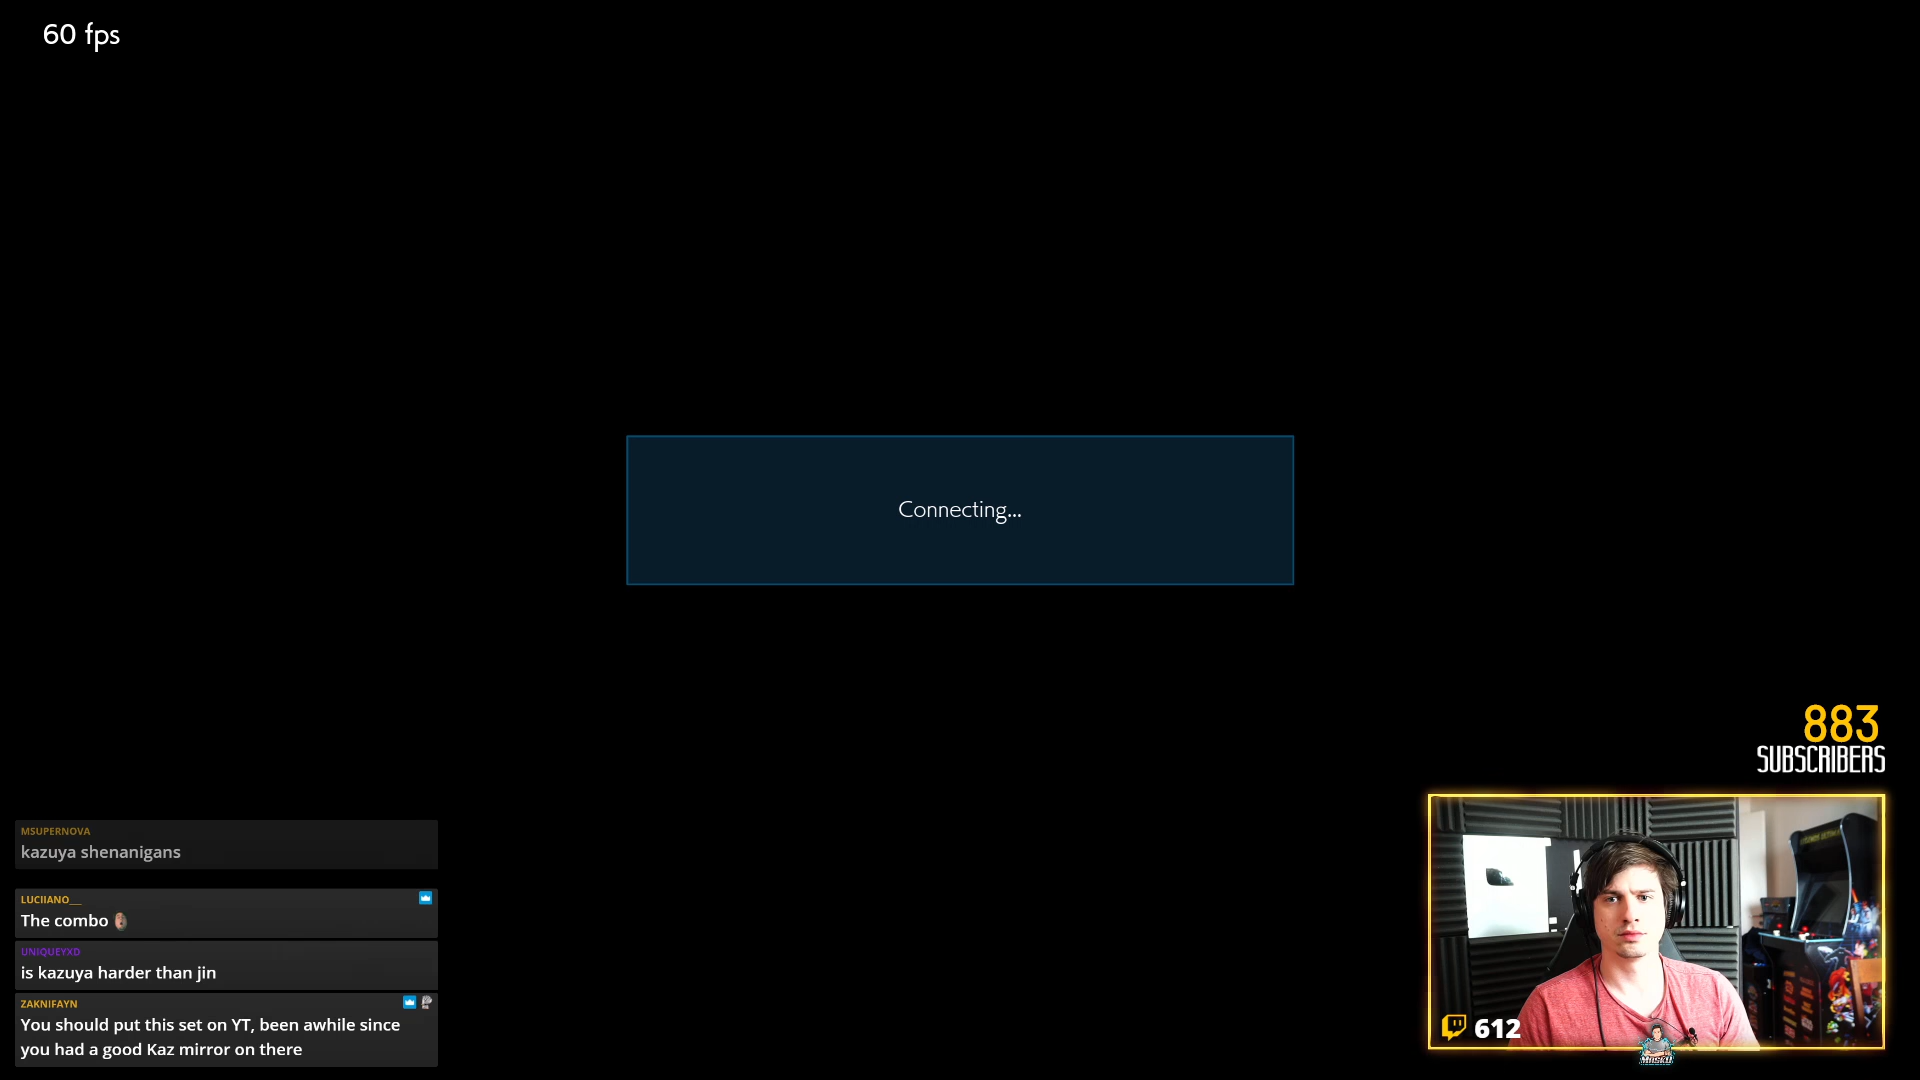 60 fps
Connecting...
883
SUBSCRIBERS
MSUPERNOVA
kazuya shenanigans
LUCIIANO__
The combo
UNIQUEYXD
is kazuya harder than jin
ZAKNIFAYN
You should put this set on YT, been awhile since
you had a good Kaz mirror on there
612